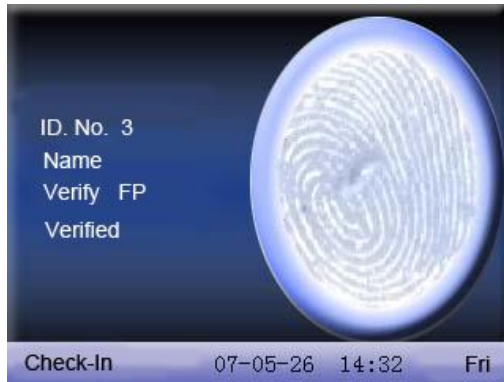 ID. No. 3
Name
Verify FP
Verified
Check-In 07-05-26 14:32 Fri